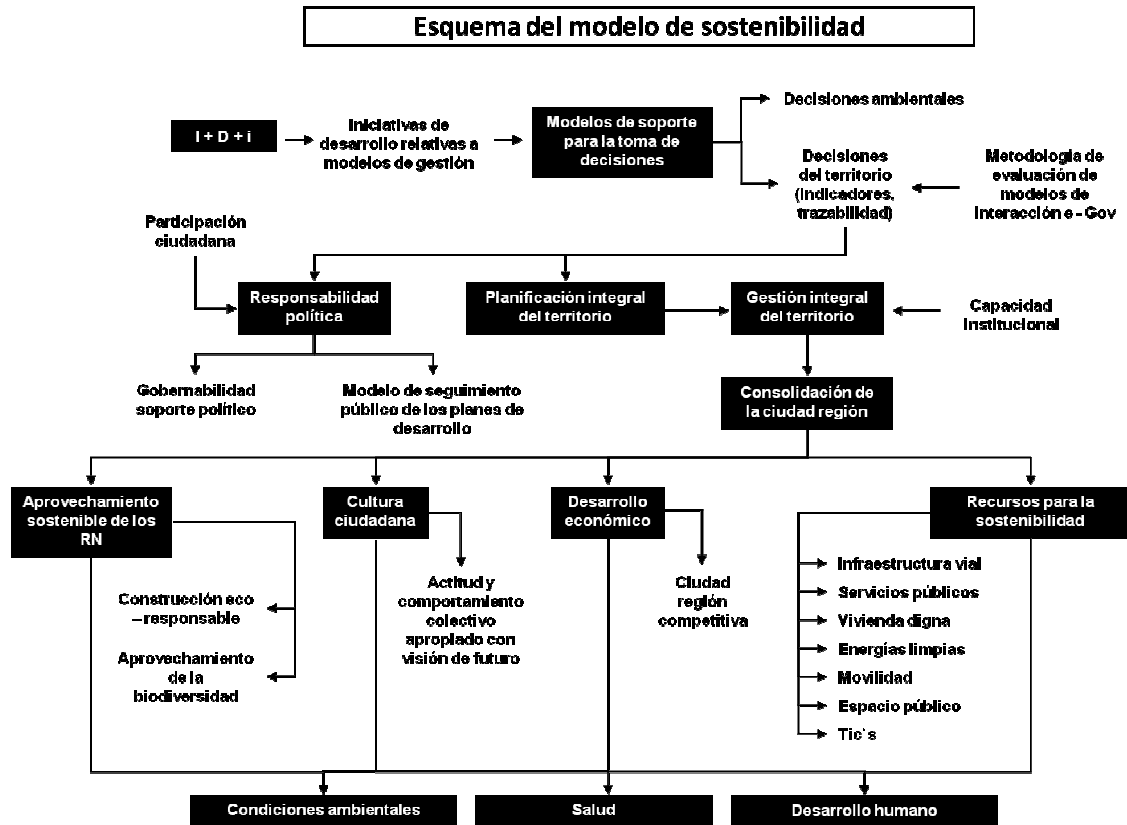 Esquema del modelo de sostenibilidad
I + D + i
Iniciativas de
desarrollo relativas a
modelos de gestión
Modelos de soporte
para la toma de
decisiones
Decisiones ambientales
Decisiones
del territorio
(indicadores,
trazabilidad)
Metodología de
evaluación de
modelos de
interacción e - Gov
Participación
ciudadana
Responsabilidad
política
Planificación integral
del territorio
Gestión integral
del territorio
Capacidad
institucional
Gobernabilidad
soporte político
Modelo de seguimiento
público de los planes de
desarrollo
Consolidación de
la ciudad región
Aprovechamiento
sostenible de los
RN
Cultura
ciudadana
Desarrollo
económico
Recursos para la
sostenibilidad
Construcción eco
– responsable
Aprovechamiento
de la
biodiversidad
Actitud y
comportamiento
colectivo
apropiado con
visión de futuro
Ciudad
región
competitiva
Infraestructura vial
Servicios públicos
Vivienda digna
Energías limpias
Movilidad
Espacio público
Tic`s
Condiciones ambientales
Salud
Desarrollo humano